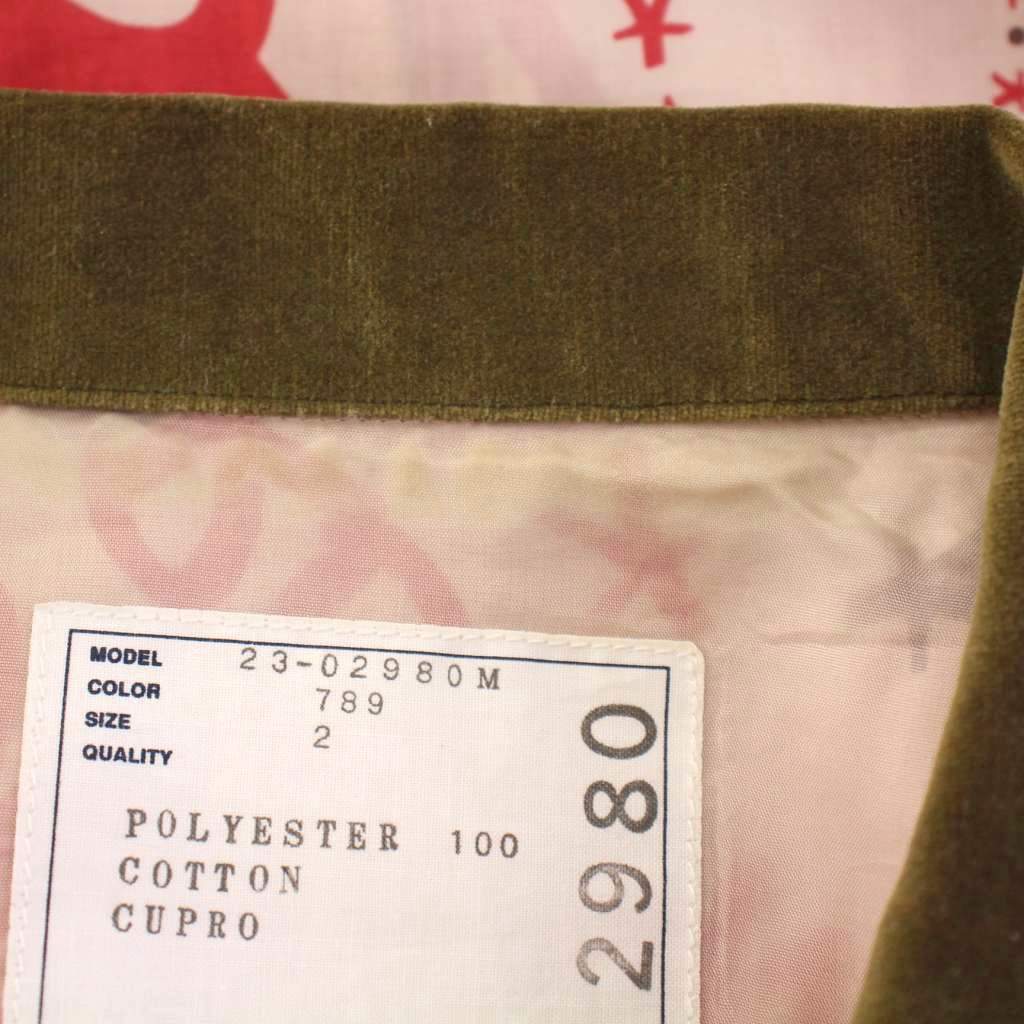 MODEL 23-02980M
COLOR 789
SIZE 2
QUALITY
POLYESTER 100
COTTON
CUPRO
2980